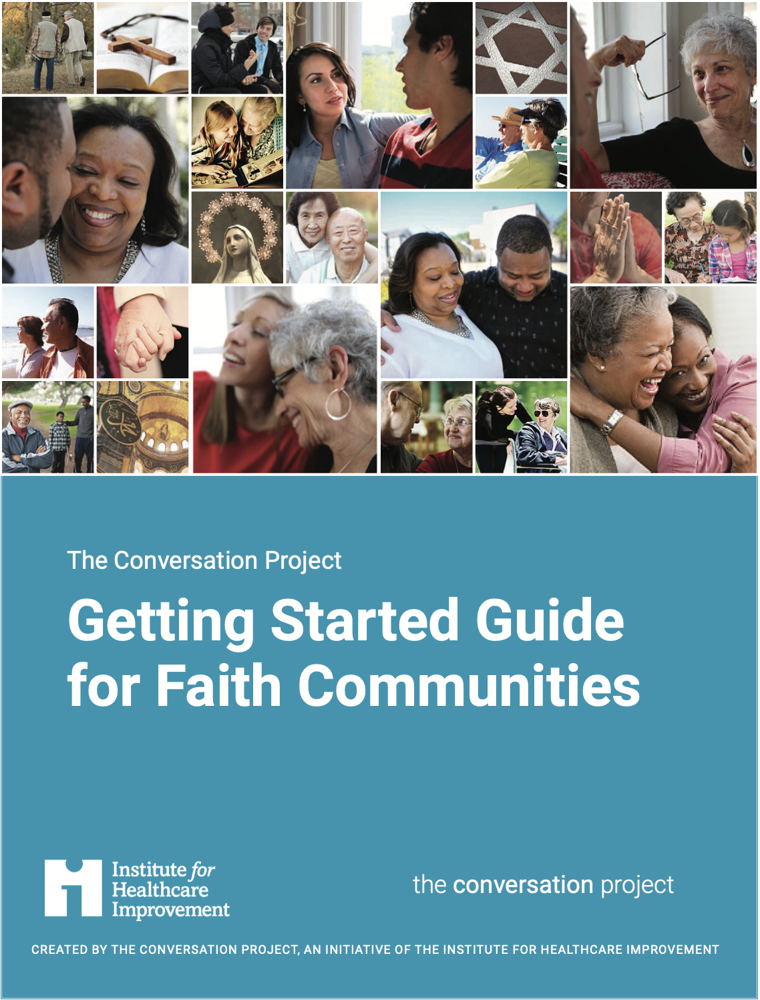 The Conversation Project
Getting Started Guide
for Faith Communities
Institute for
Healthcare
Improvement
the conversation project
CREATED BY THE CONVERSATION PROJECT, AN INITIATIVE OF THE INSTITUTE FOR HEALTHCARE IMPROVEMENT